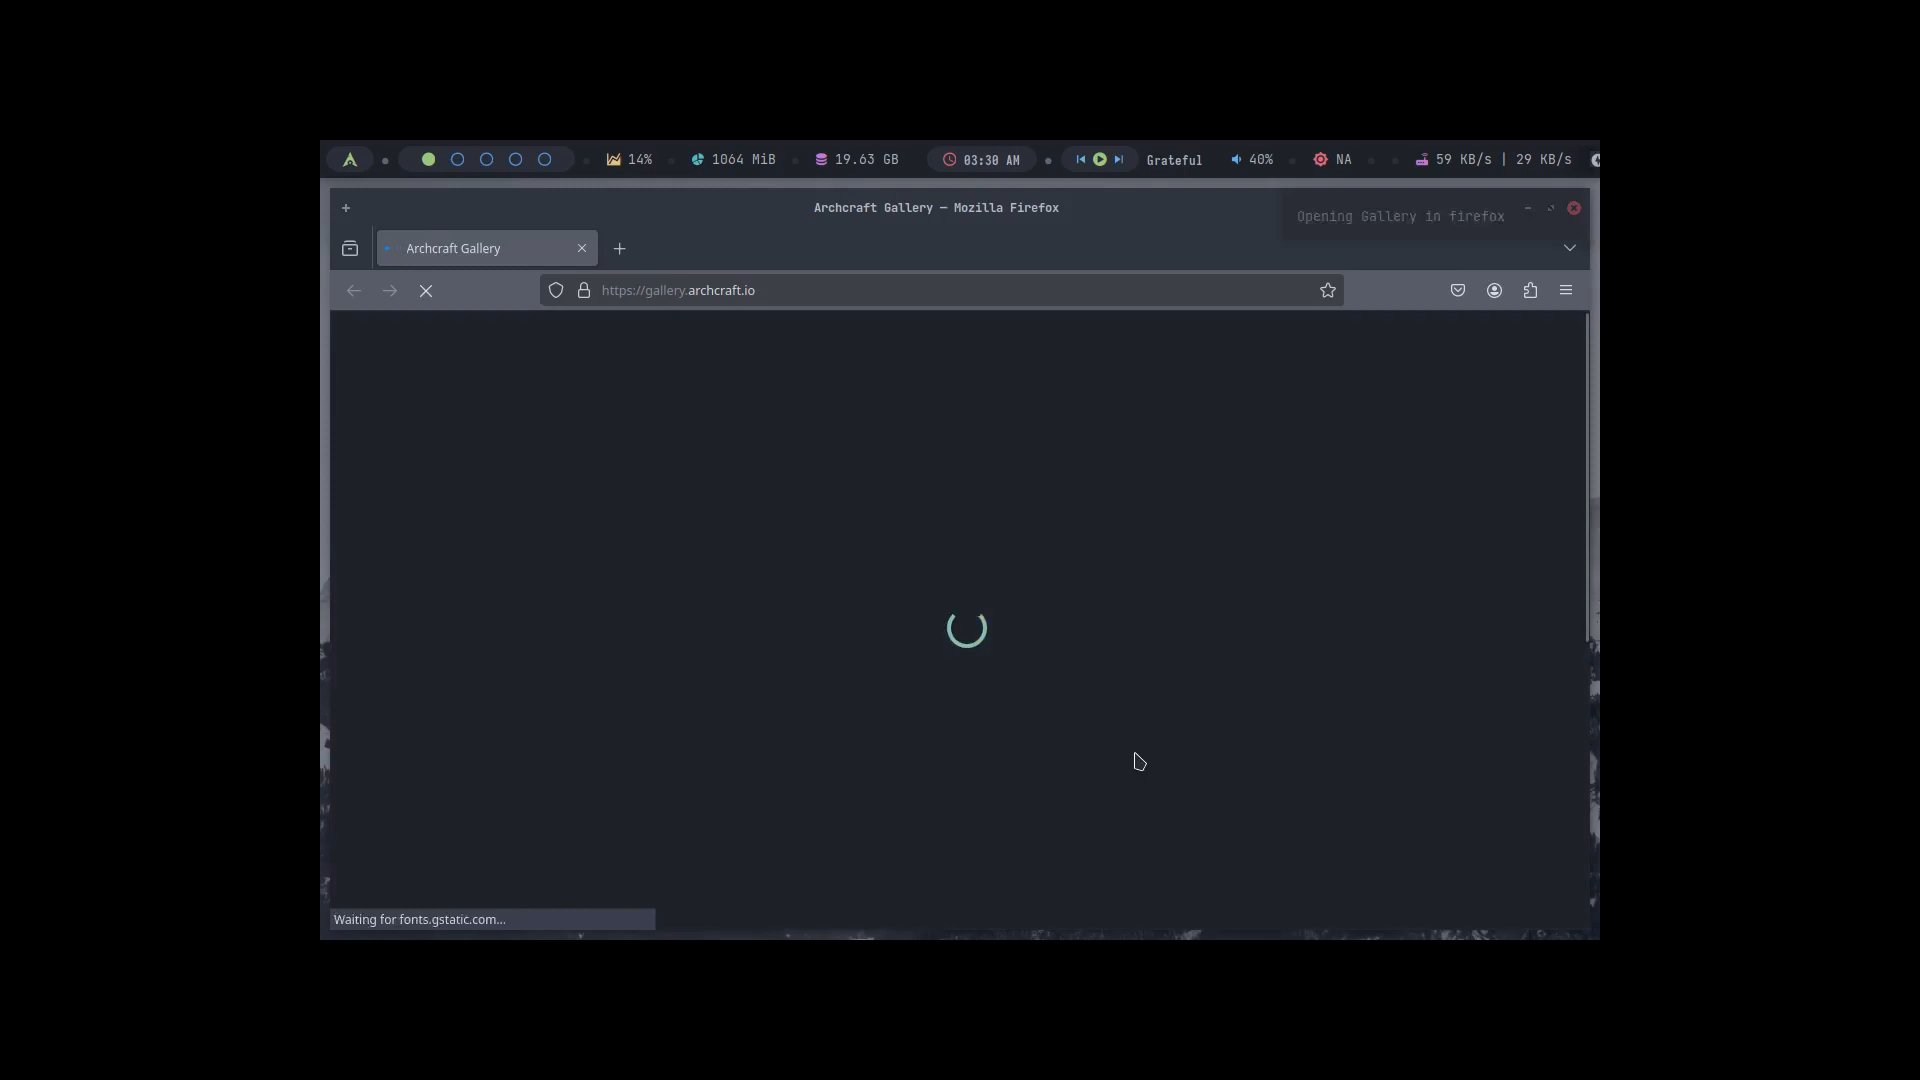 14% 1064 MiB 19.63 GB 03:30 AM Grateful 40% NA 59 KB/s | 29 KB/s
Archcraft Gallery — Mozilla Firefox
Opening Gallery in firefox
Archcraft Gallery
https://gallery.archcraft.io
Waiting for fonts.gstatic.com...